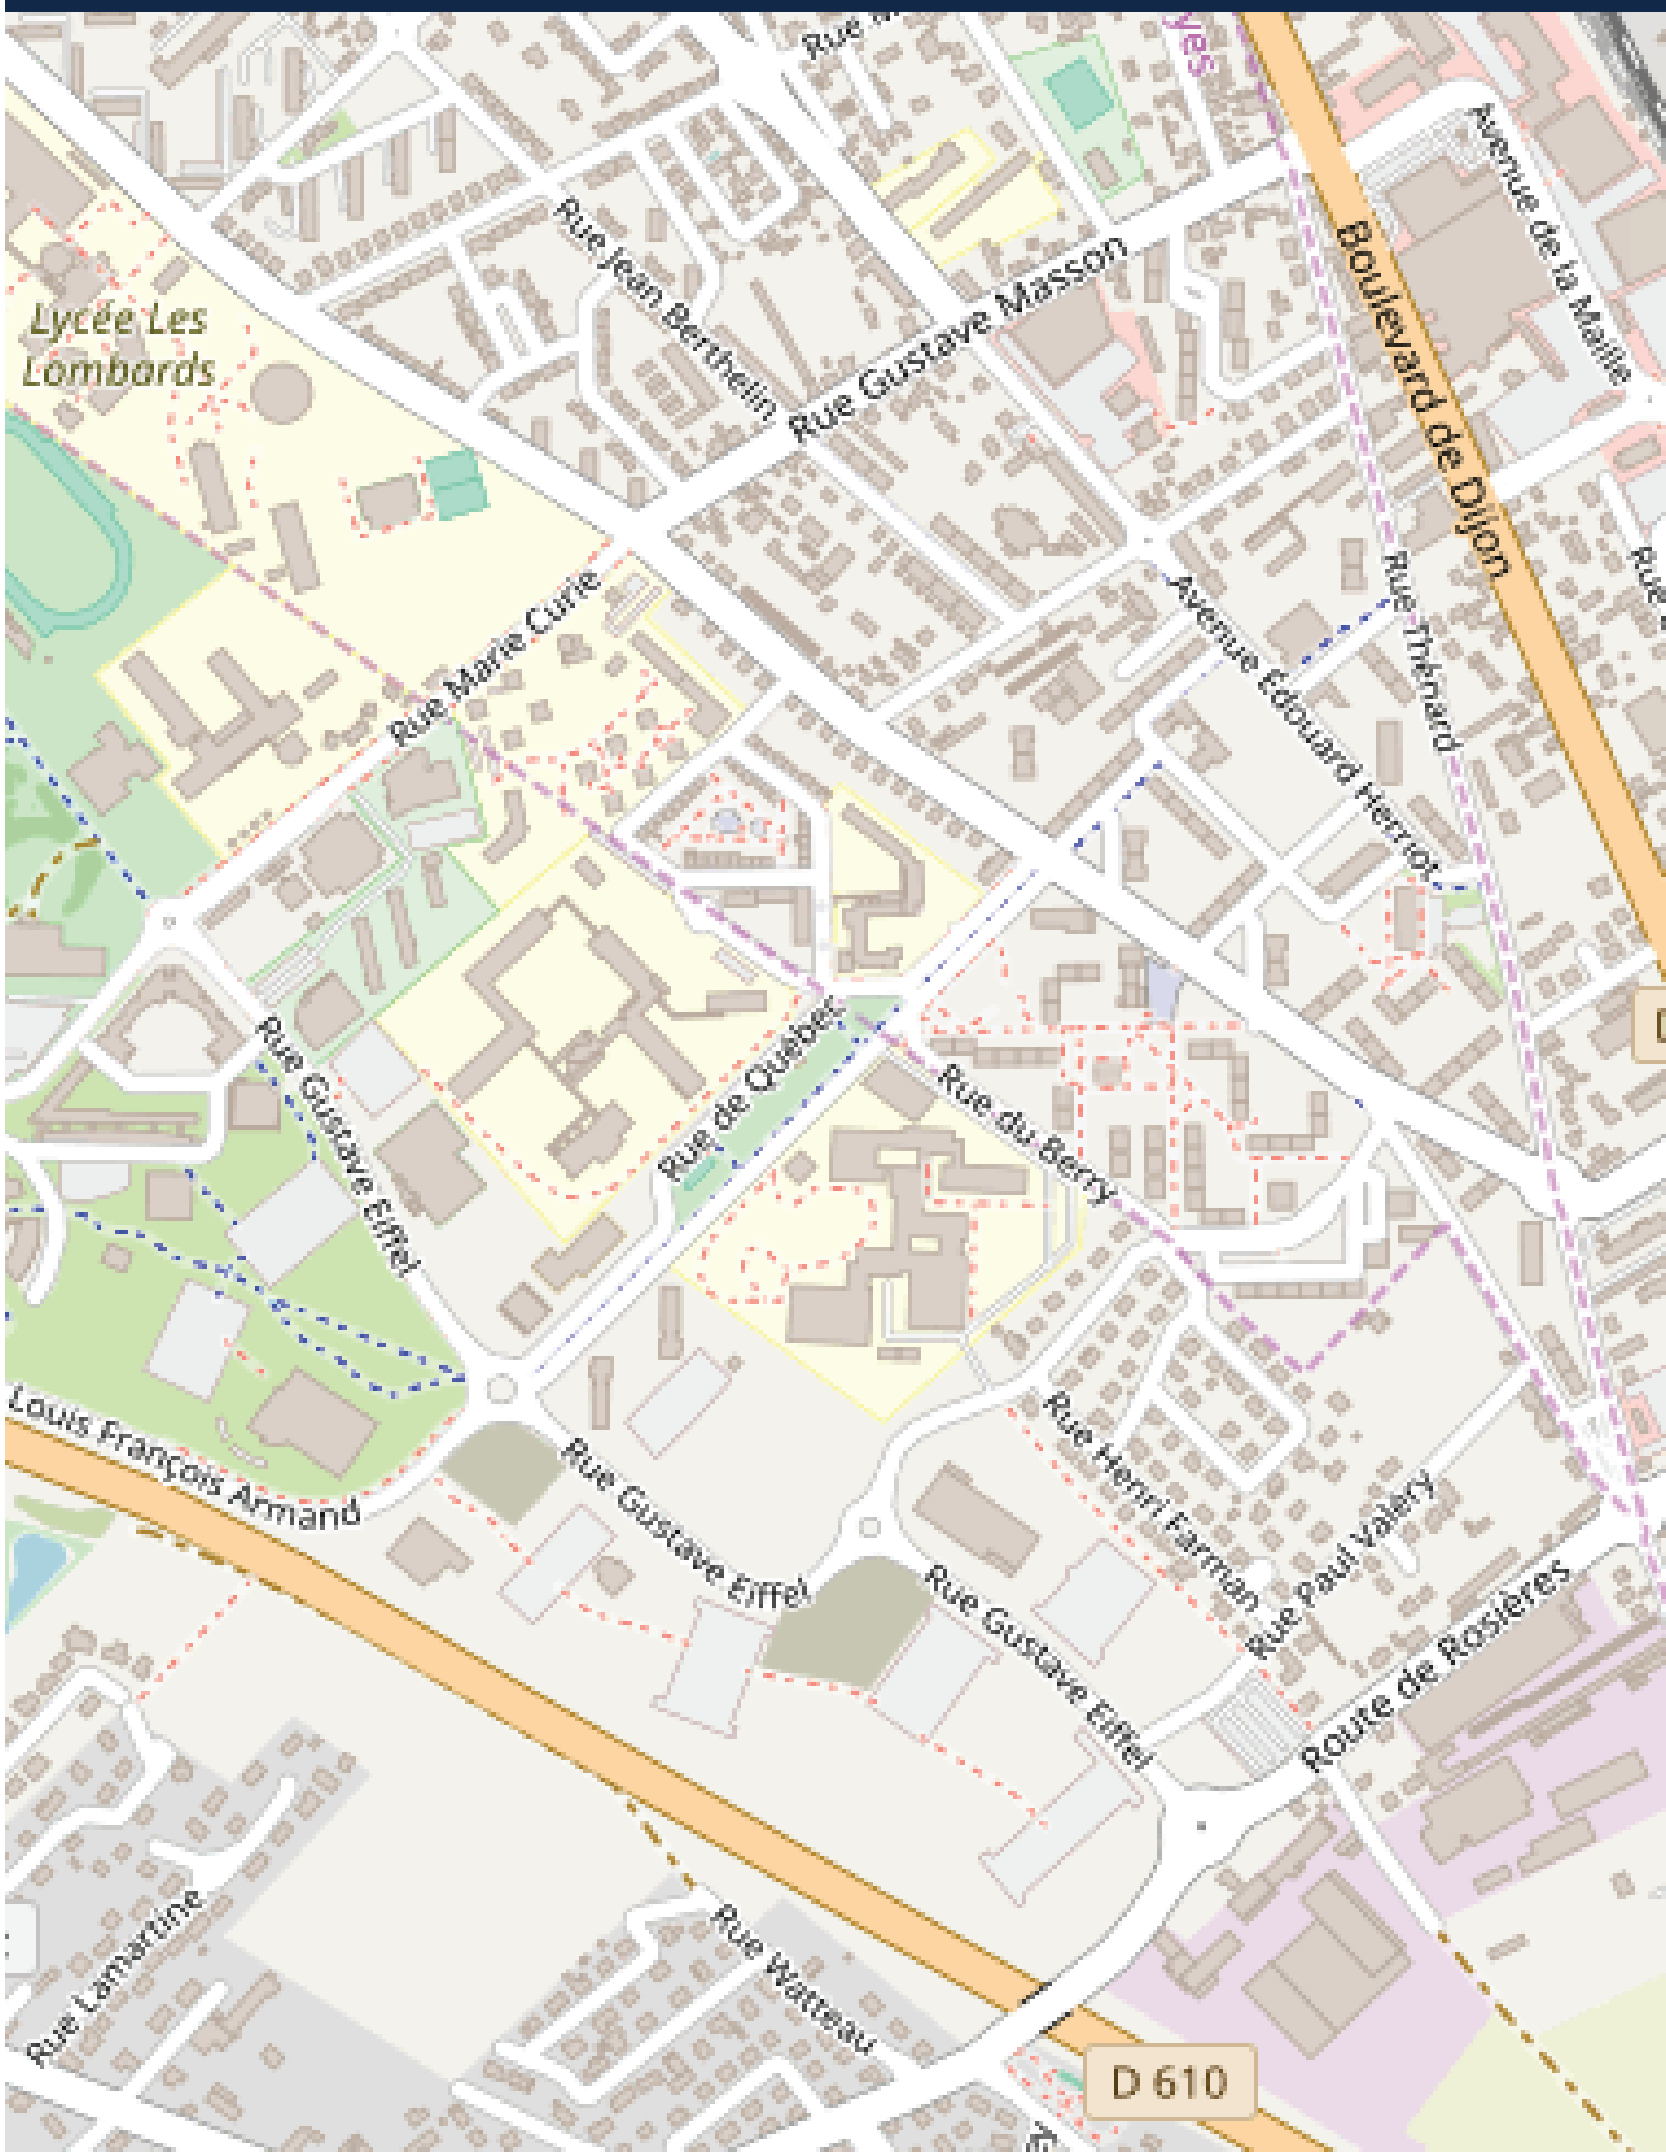 Avenue de la Maille
Rue Jean Berthelin
Boulevard de Dijon
Rue Gustave Masson
Lycée Les
Lombards
Rue Marie Curie
Avenue Édouard Herriot
Rue Thénard
Rue
Rue Gustave Eiffel
Rue de Québec
Rue du Berry
Louis François Armand
Rue Gustave Eiffel
Rue Henri Farman
Rue Paul Valéry
Rue Gustave Eiffel
Route de Rosières
Rue Lamartine
Rue Watteau
D 610